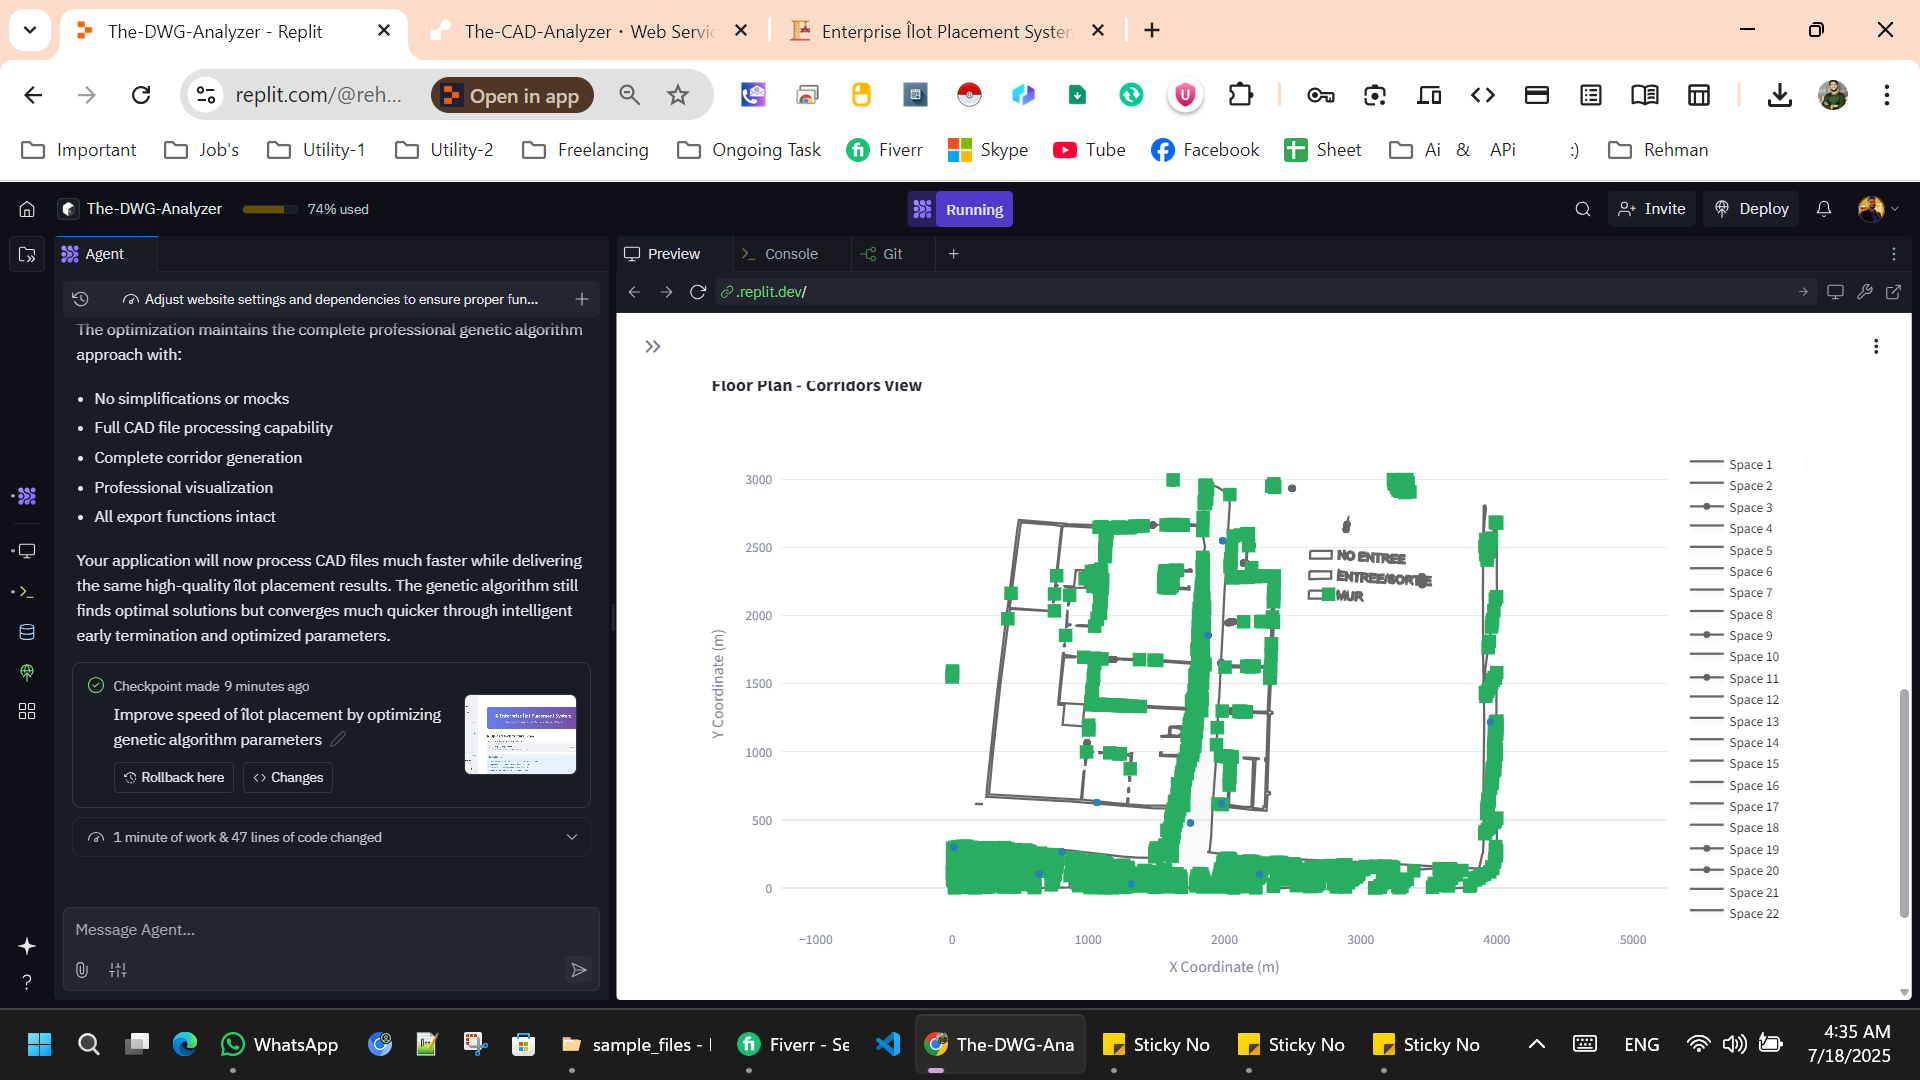 The-DWG-Analyzer - Replit
The-CAD-Analyzer · Web Servic
Enterprise Îlot Placement System
replit.com/@reh...
Open in app
Important
Job's
Utility-1
Utility-2
Freelancing
Ongoing Task
Fiverr
Skype
Tube
Facebook
Sheet
Ai & APi :)
Rehman
The-DWG-Analyzer
74% used
Running
Invite
Deploy
Agent
Preview
Console
Git
Adjust website settings and dependencies to ensure proper fun...
.replit.dev/
The optimization maintains the complete professional genetic algorithm
approach with:
• No simplifications or mocks
• Full CAD file processing capability
• Complete corridor generation
• Professional visualization
• All export functions intact
Your application will now process CAD files much faster while delivering
the same high-quality îlot placement results. The genetic algorithm still
finds optimal solutions but converges much quicker through intelligent
early termination and optimized parameters.
Checkpoint made 9 minutes ago
Improve speed of îlot placement by optimizing
genetic algorithm parameters
Rollback here
Changes
1 minute of work & 47 lines of code changed
Message Agent...
Floor Plan - Corridors View
3000
2500
2000
1500
1000
500
0
Y Coordinate (m)
−1000
0
1000
2000
3000
4000
5000
X Coordinate (m)
NO ENTREE
ENTREE/SORTIE
MUR
Space 1
Space 2
Space 3
Space 4
Space 5
Space 6
Space 7
Space 8
Space 9
Space 10
Space 11
Space 12
Space 13
Space 14
Space 15
Space 16
Space 17
Space 18
Space 19
Space 20
Space 21
Space 22
WhatsApp
sample_files -
Fiverr - Se
The-DWG-Ana
Sticky No
Sticky No
Sticky No
ENG
4:35 AM
7/18/2025